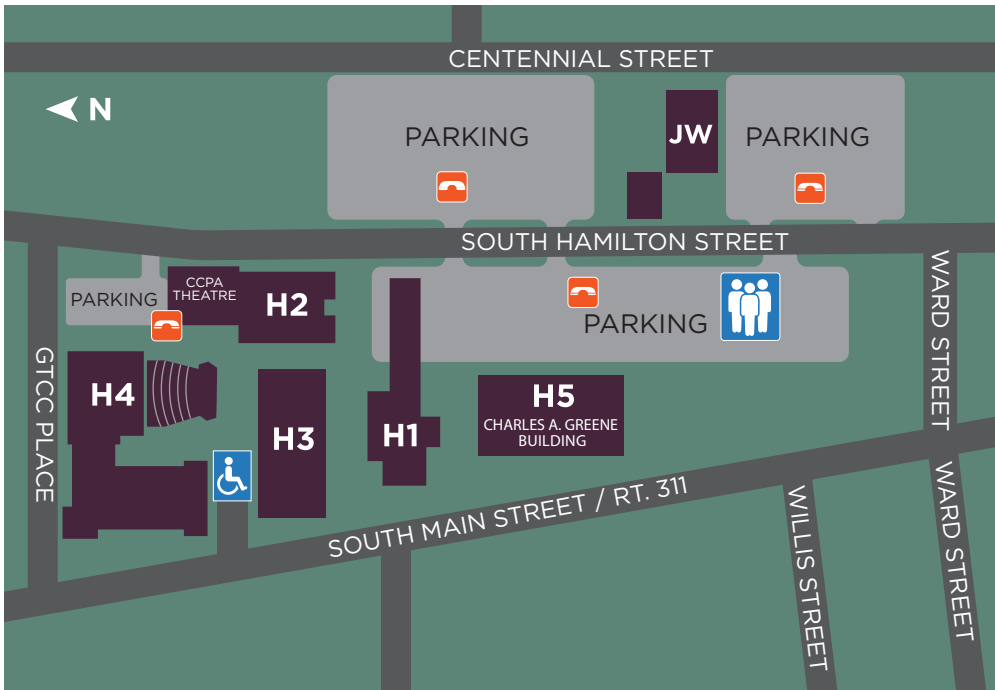 CENTENNIAL STREET
N
PARKING
JW
PARKING
SOUTH HAMILTON STREET
CCPA
THEATRE
PARKING
H2
PARKING
WARD STREET
GTCC PLACE
H4
H3
H1
H5
CHARLES A. GREENE
BUILDING
SOUTH MAIN STREET / RT. 311
WILLIS STREET
WARD STREET